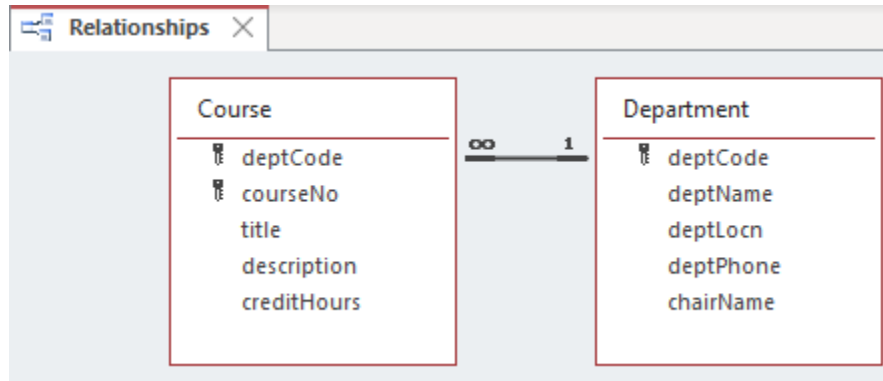 Relationships
Course
deptCode
courseNo
title
description
creditHours
∞ 1
Department
deptCode
deptName
deptLocn
deptPhone
chairName